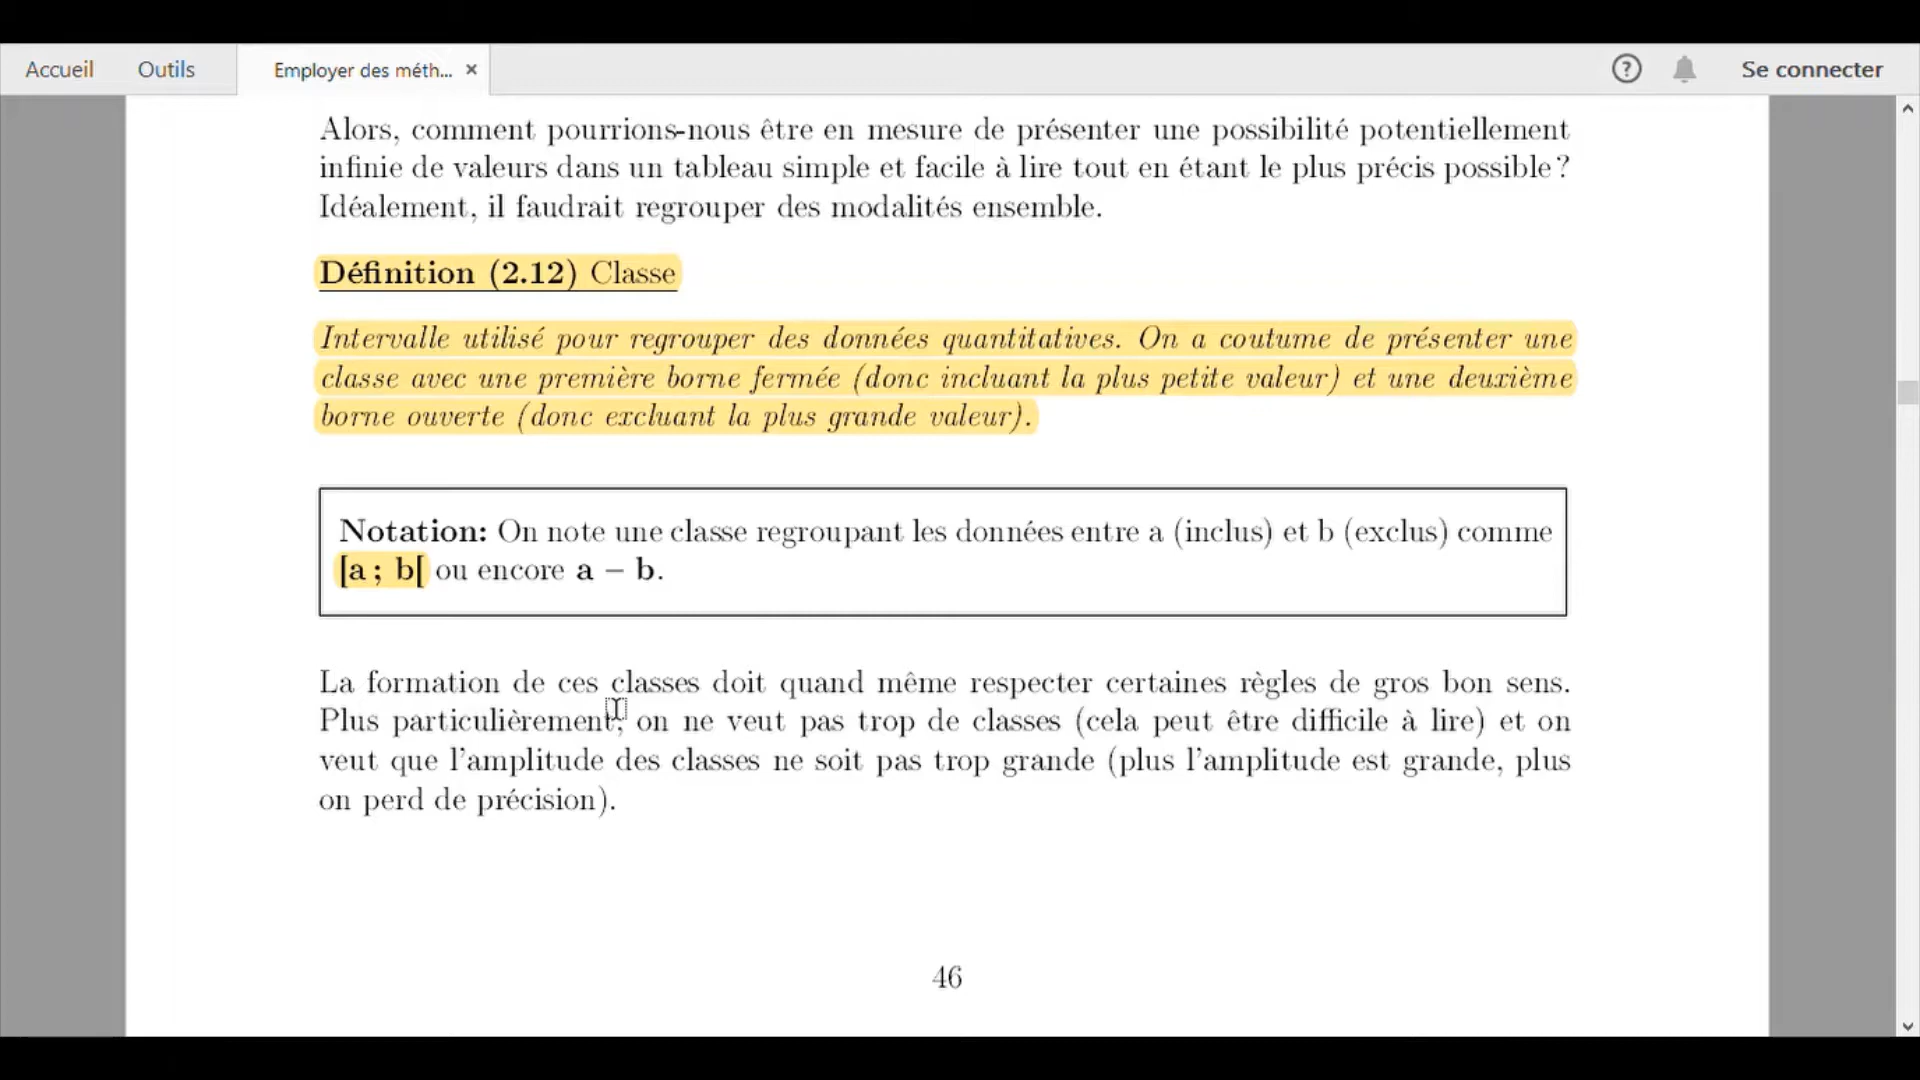 Accueil Outils Employer des méth... × ? Se connecter
Alors, comment pourrions-nous être en mesure de présenter une possibilité potentiellement
infinie de valeurs dans un tableau simple et facile à lire tout en étant le plus précis possible ?
Idéalement, il faudrait regrouper des modalités ensemble.
Définition (2.12) Classe
Intervalle utilisé pour regrouper des données quantitatives. On a coutume de présenter une
classe avec une première borne fermée (donc incluant la plus petite valeur) et une deuxième
borne ouverte (donc excluant la plus grande valeur).
Notation: On note une classe regroupant les données entre a (inclus) et b (exclus) comme
[a ; b[ ou encore a – b.
La formation de ces classes doit quand même respecter certaines règles de gros bon sens.
Plus particulièrement, on ne veut pas trop de classes (cela peut être difficile à lire) et on
veut que l'amplitude des classes ne soit pas trop grande (plus l'amplitude est grande, plus
on perd de précision).
46